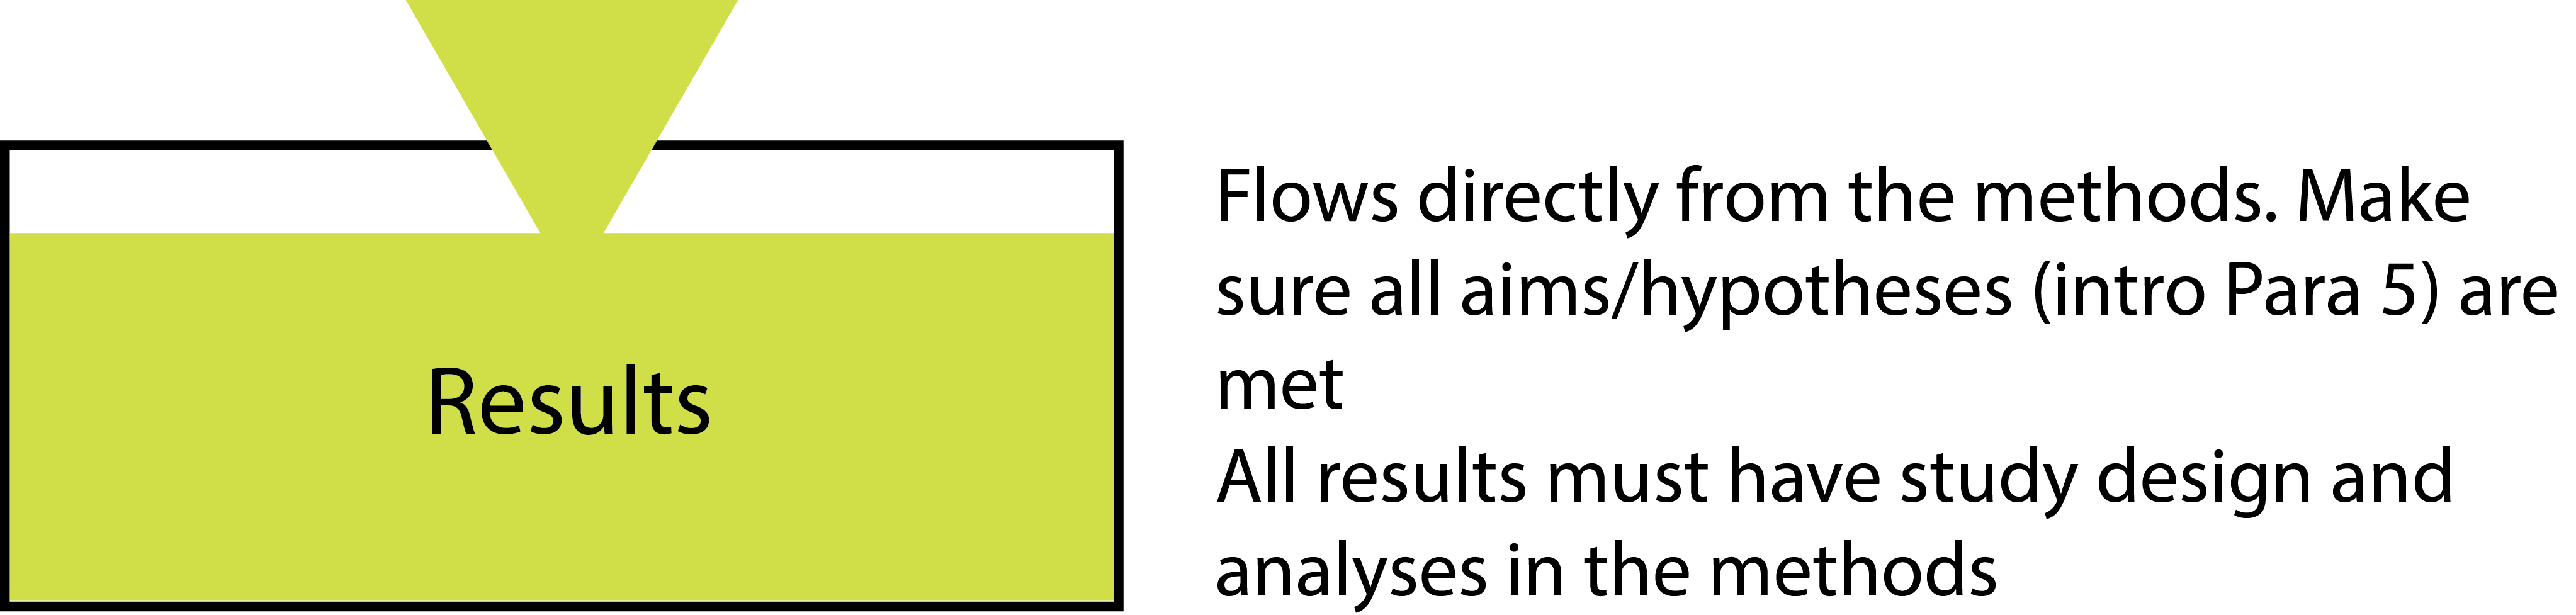 Results
Flows directly from the methods. Make
sure all aims/hypotheses (intro Para 5) are
met
All results must have study design and
analyses in the methods